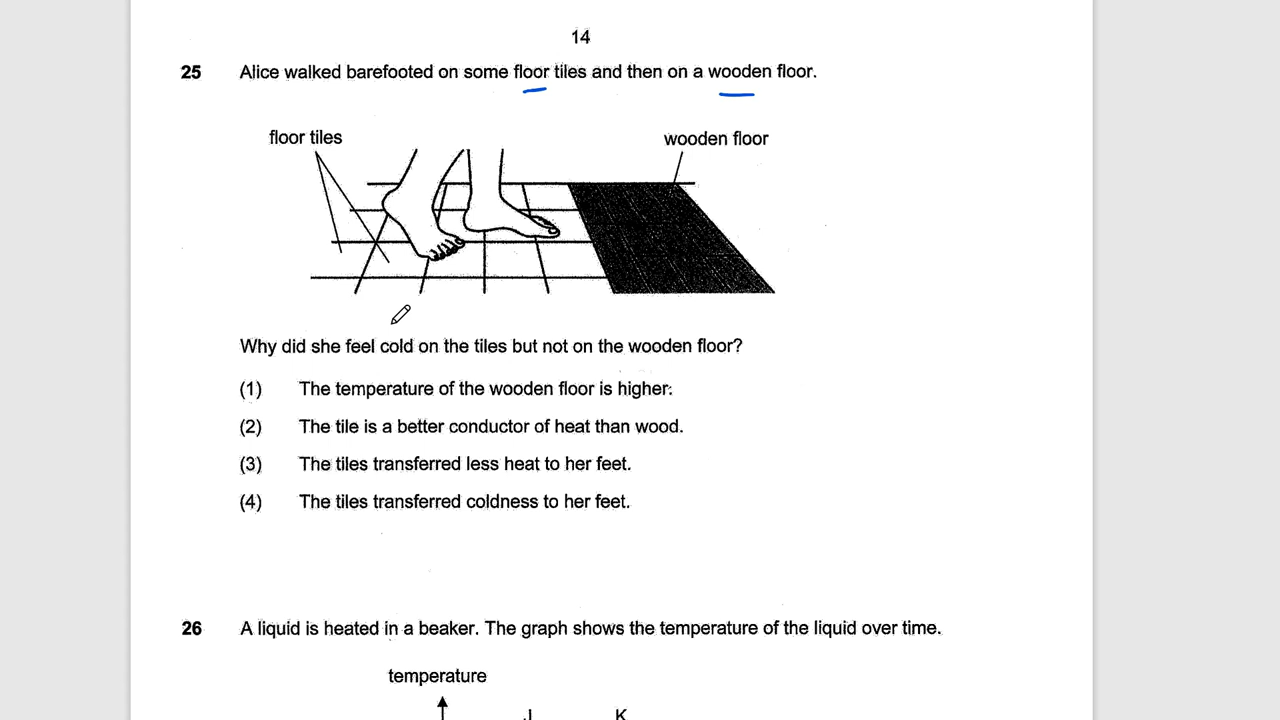 14
25 Alice walked barefooted on some floor tiles and then on a wooden floor.
floor tiles
wooden floor
Why did she feel cold on the tiles but not on the wooden floor?
(1) The temperature of the wooden floor is higher.
(2) The tile is a better conductor of heat than wood.
(3) The tiles transferred less heat to her feet.
(4) The tiles transferred coldness to her feet.
26 A liquid is heated in a beaker. The graph shows the temperature of the liquid over time.
temperature
J K